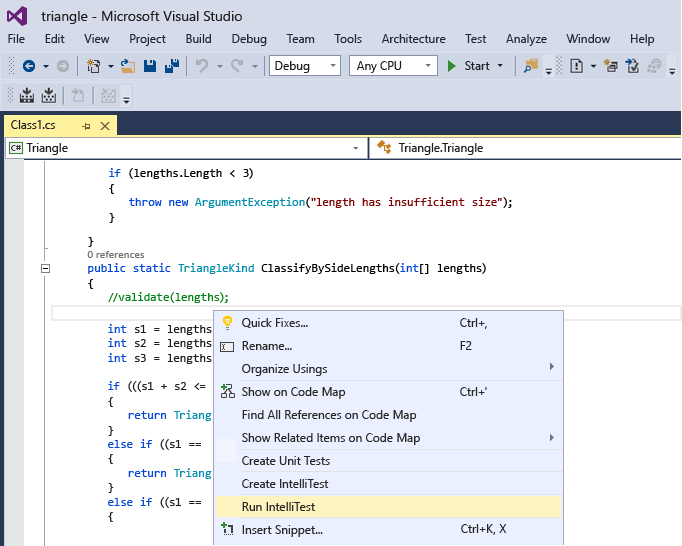 triangle - Microsoft Visual Studio
File Edit View Project Build Debug Team Tools Architecture Test Analyze Window Help
Debug Any CPU Start
Class1.cs
C# Triangle Triangle.Triangle
if (lengths.Length < 3)
{
throw new ArgumentException("length has insufficient size");
}
}
0 references
public static TriangleKind ClassifyBySideLengths(int[] lengths)
{
//validate(lengths);
int s1 = lengths
int s2 = lengths
int s3 = lengths
if (((s1 + s2 <=
{
return Triang
}
else if ((s1 ==
{
return Triang
}
else if ((s1 ==
{
Quick Fixes... Ctrl+,
Rename... F2
Organize Usings
Show on Code Map Ctrl+'
Find All References on Code Map
Show Related Items on Code Map
Create Unit Tests
Create IntelliTest
Run IntelliTest
Insert Snippet... Ctrl+K, X